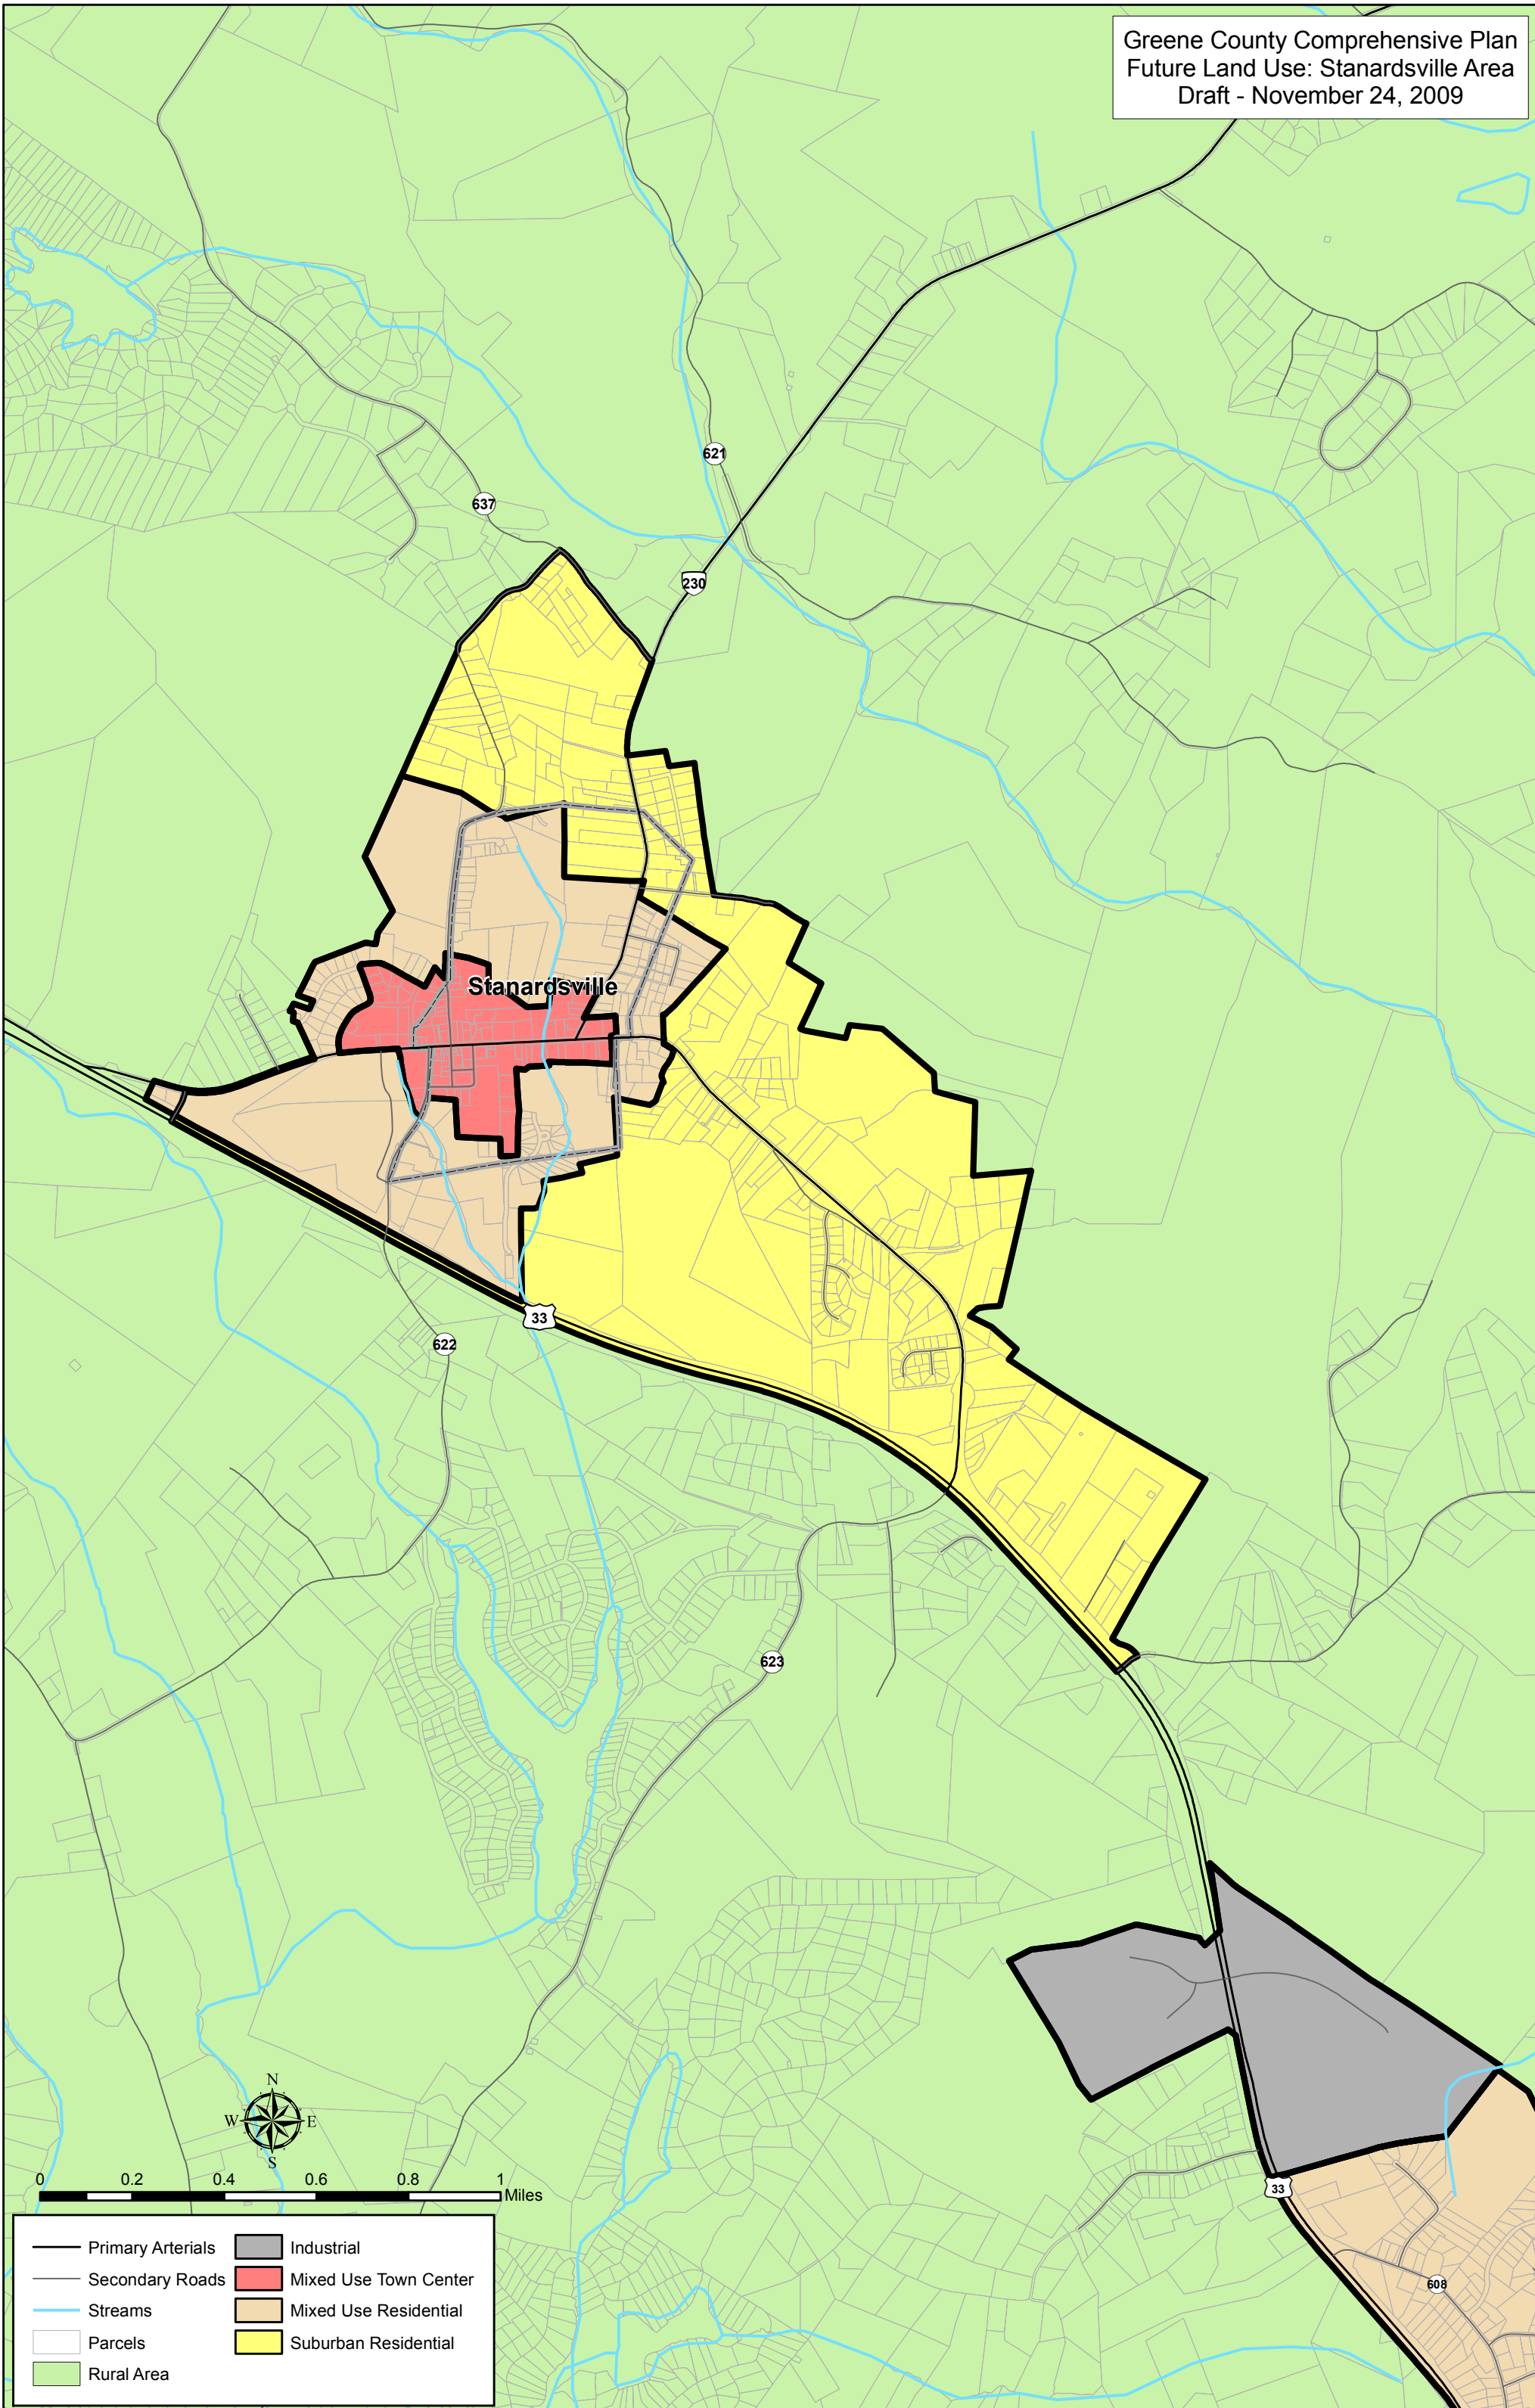 Greene County Comprehensive Plan
Future Land Use: Stanardsville Area
Draft - November 24, 2009
621
637
230
Stanardsville
33
622
623
N
W E
S
0 0.2 0.4 0.6 0.8 1
Miles
33
608
Primary Arterials
Secondary Roads
Streams
Parcels
Rural Area
Industrial
Mixed Use Town Center
Mixed Use Residential
Suburban Residential